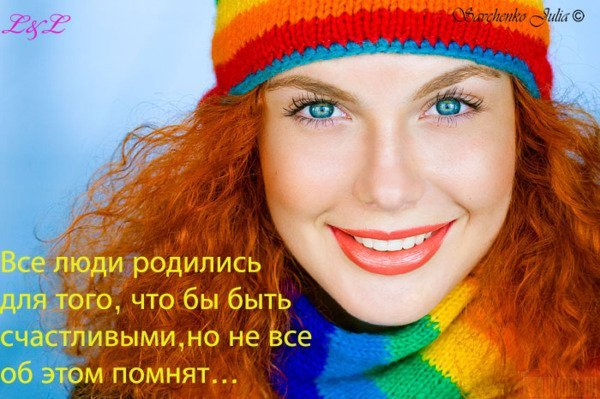 L&L
Savchenko Julia ©
Все люди родились
для того, что бы быть
счастливыми,но не все
об этом помнят...